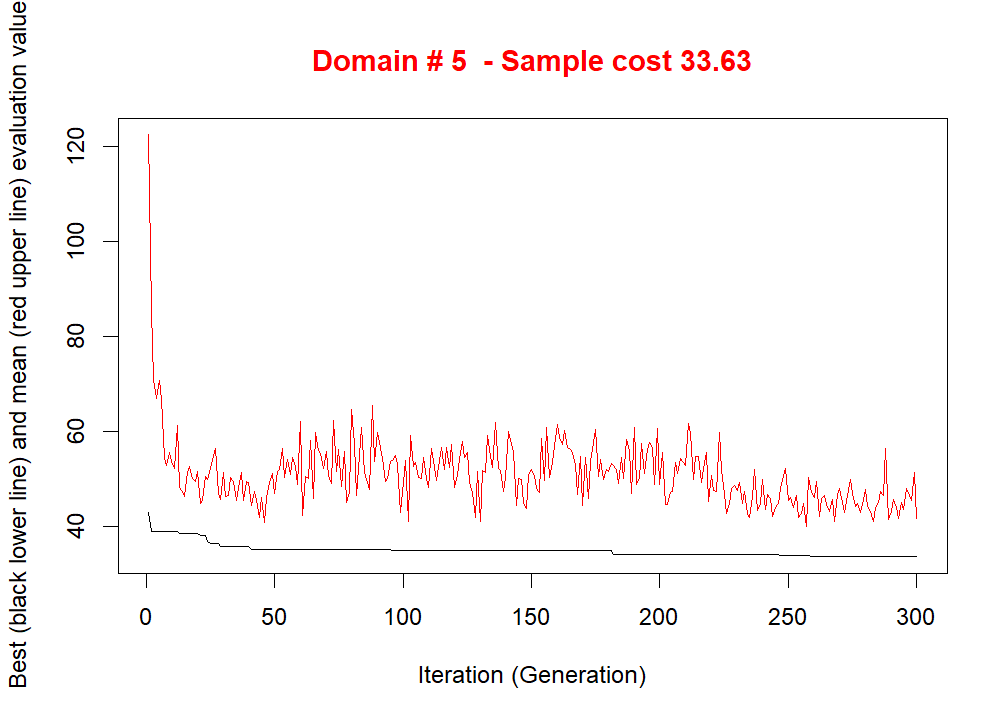 Domain # 5  - Sample cost 33.63
Best (black lower line) and mean (red upper line) evaluation value
120
100
80
60
40
0 50 100 150 200 250 300
Iteration (Generation)